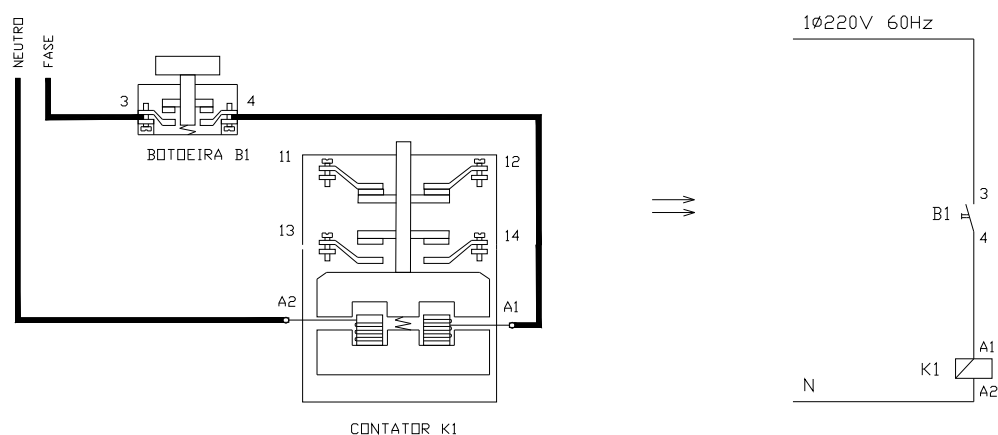 NEUTRO
FASE
3
4
BOTOEIRA B1
11
12
13
14
A2
A1
CONTATOR K1
1Ø220V 60Hz
3
B1
4
A1
K1
A2
N